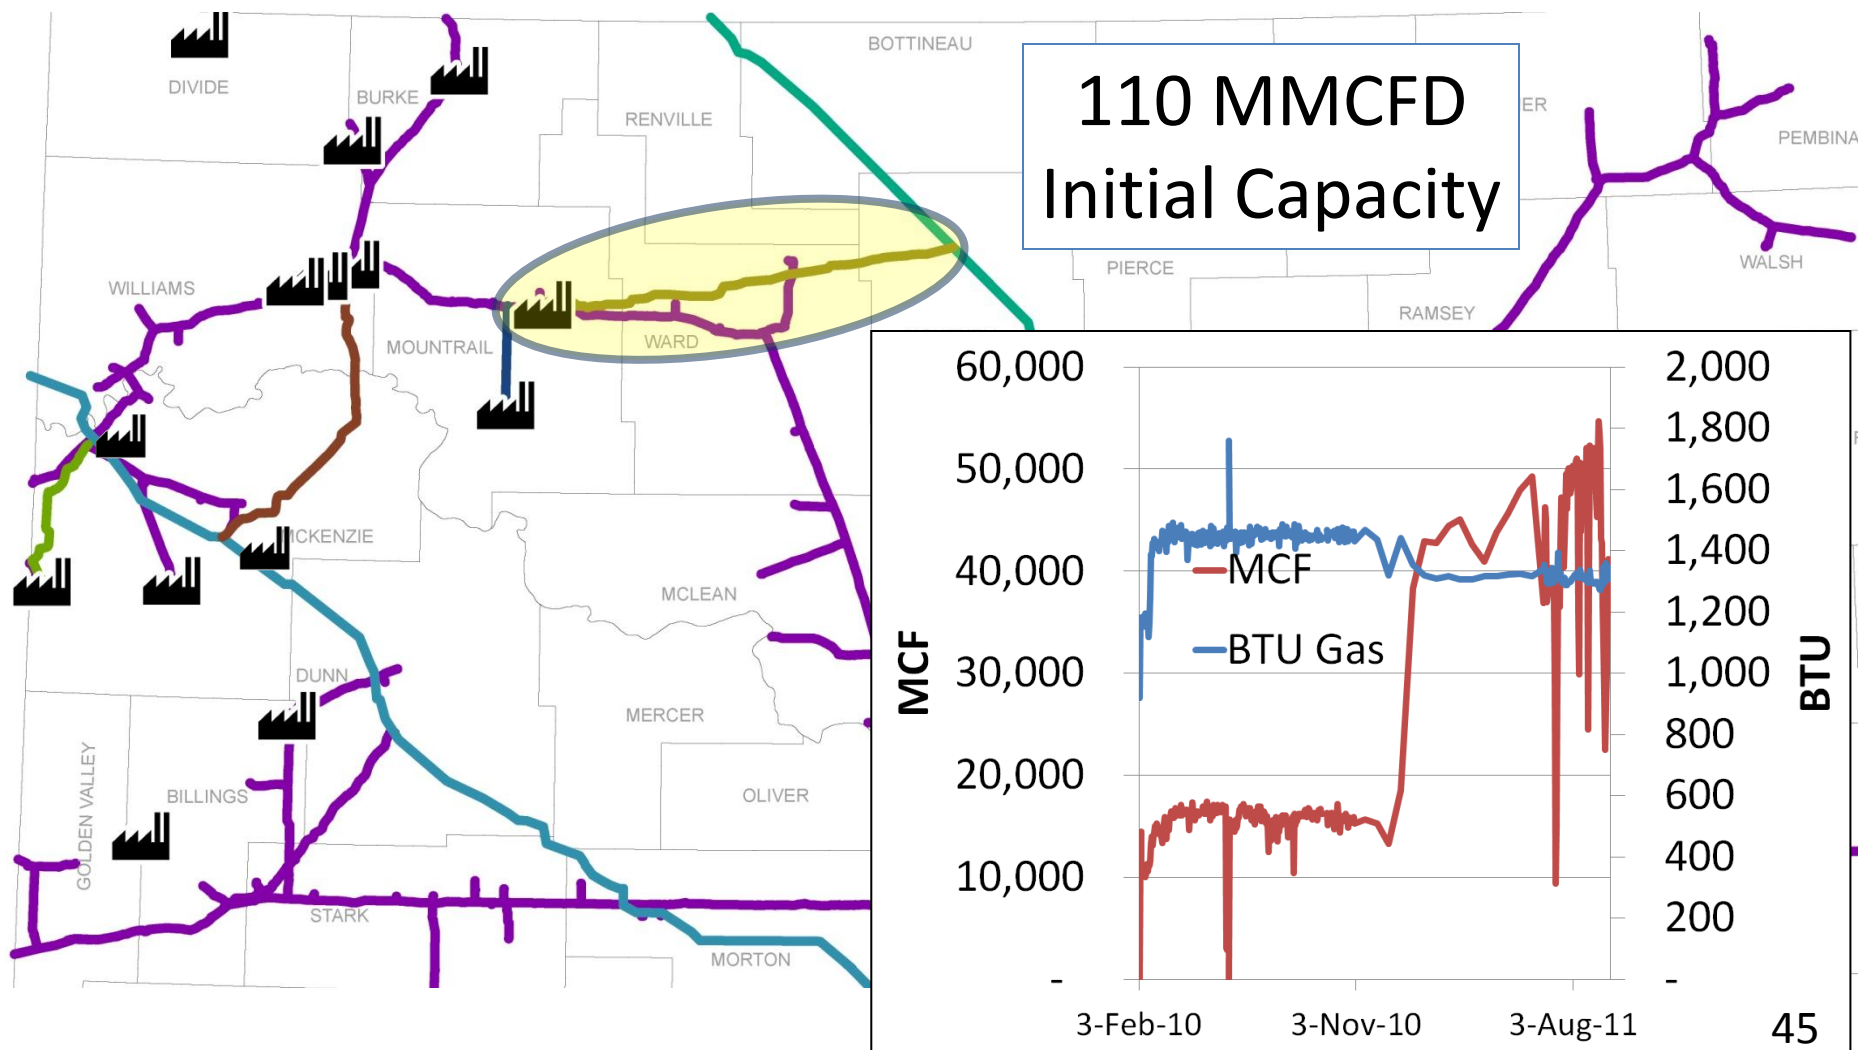 DIVIDE
BURKE
BOTTINEAU
RENVILLE
110 MMCFD
Initial Capacity
ER
PEMBINA
WALSH
PIERCE
RAMSEY
WILLIAMS
MOUNTRAIL
WARD
MCKENZIE
MCLEAN
DUNN
MERCER
GOLDEN VALLEY
BILLINGS
OLIVER
STARK
MORTON
60,000
50,000
40,000
30,000
20,000
10,000
-
MCF
MCF
BTU Gas
2,000
1,800
1,600
1,400
1,200
1,000
800
600
400
200
-
BTU
3-Feb-10
3-Nov-10
3-Aug-11
45